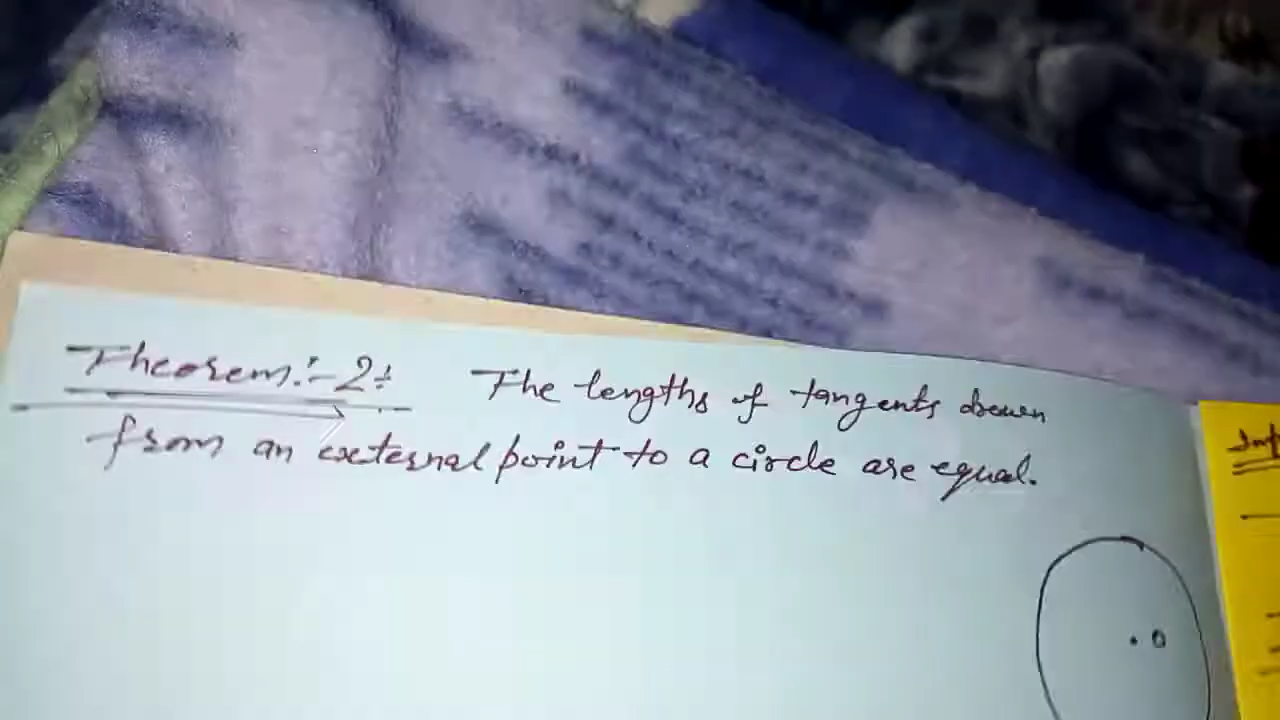 Theorem:-2:- The lengths of tangents drawn
from an external point to a circle are equal.
O